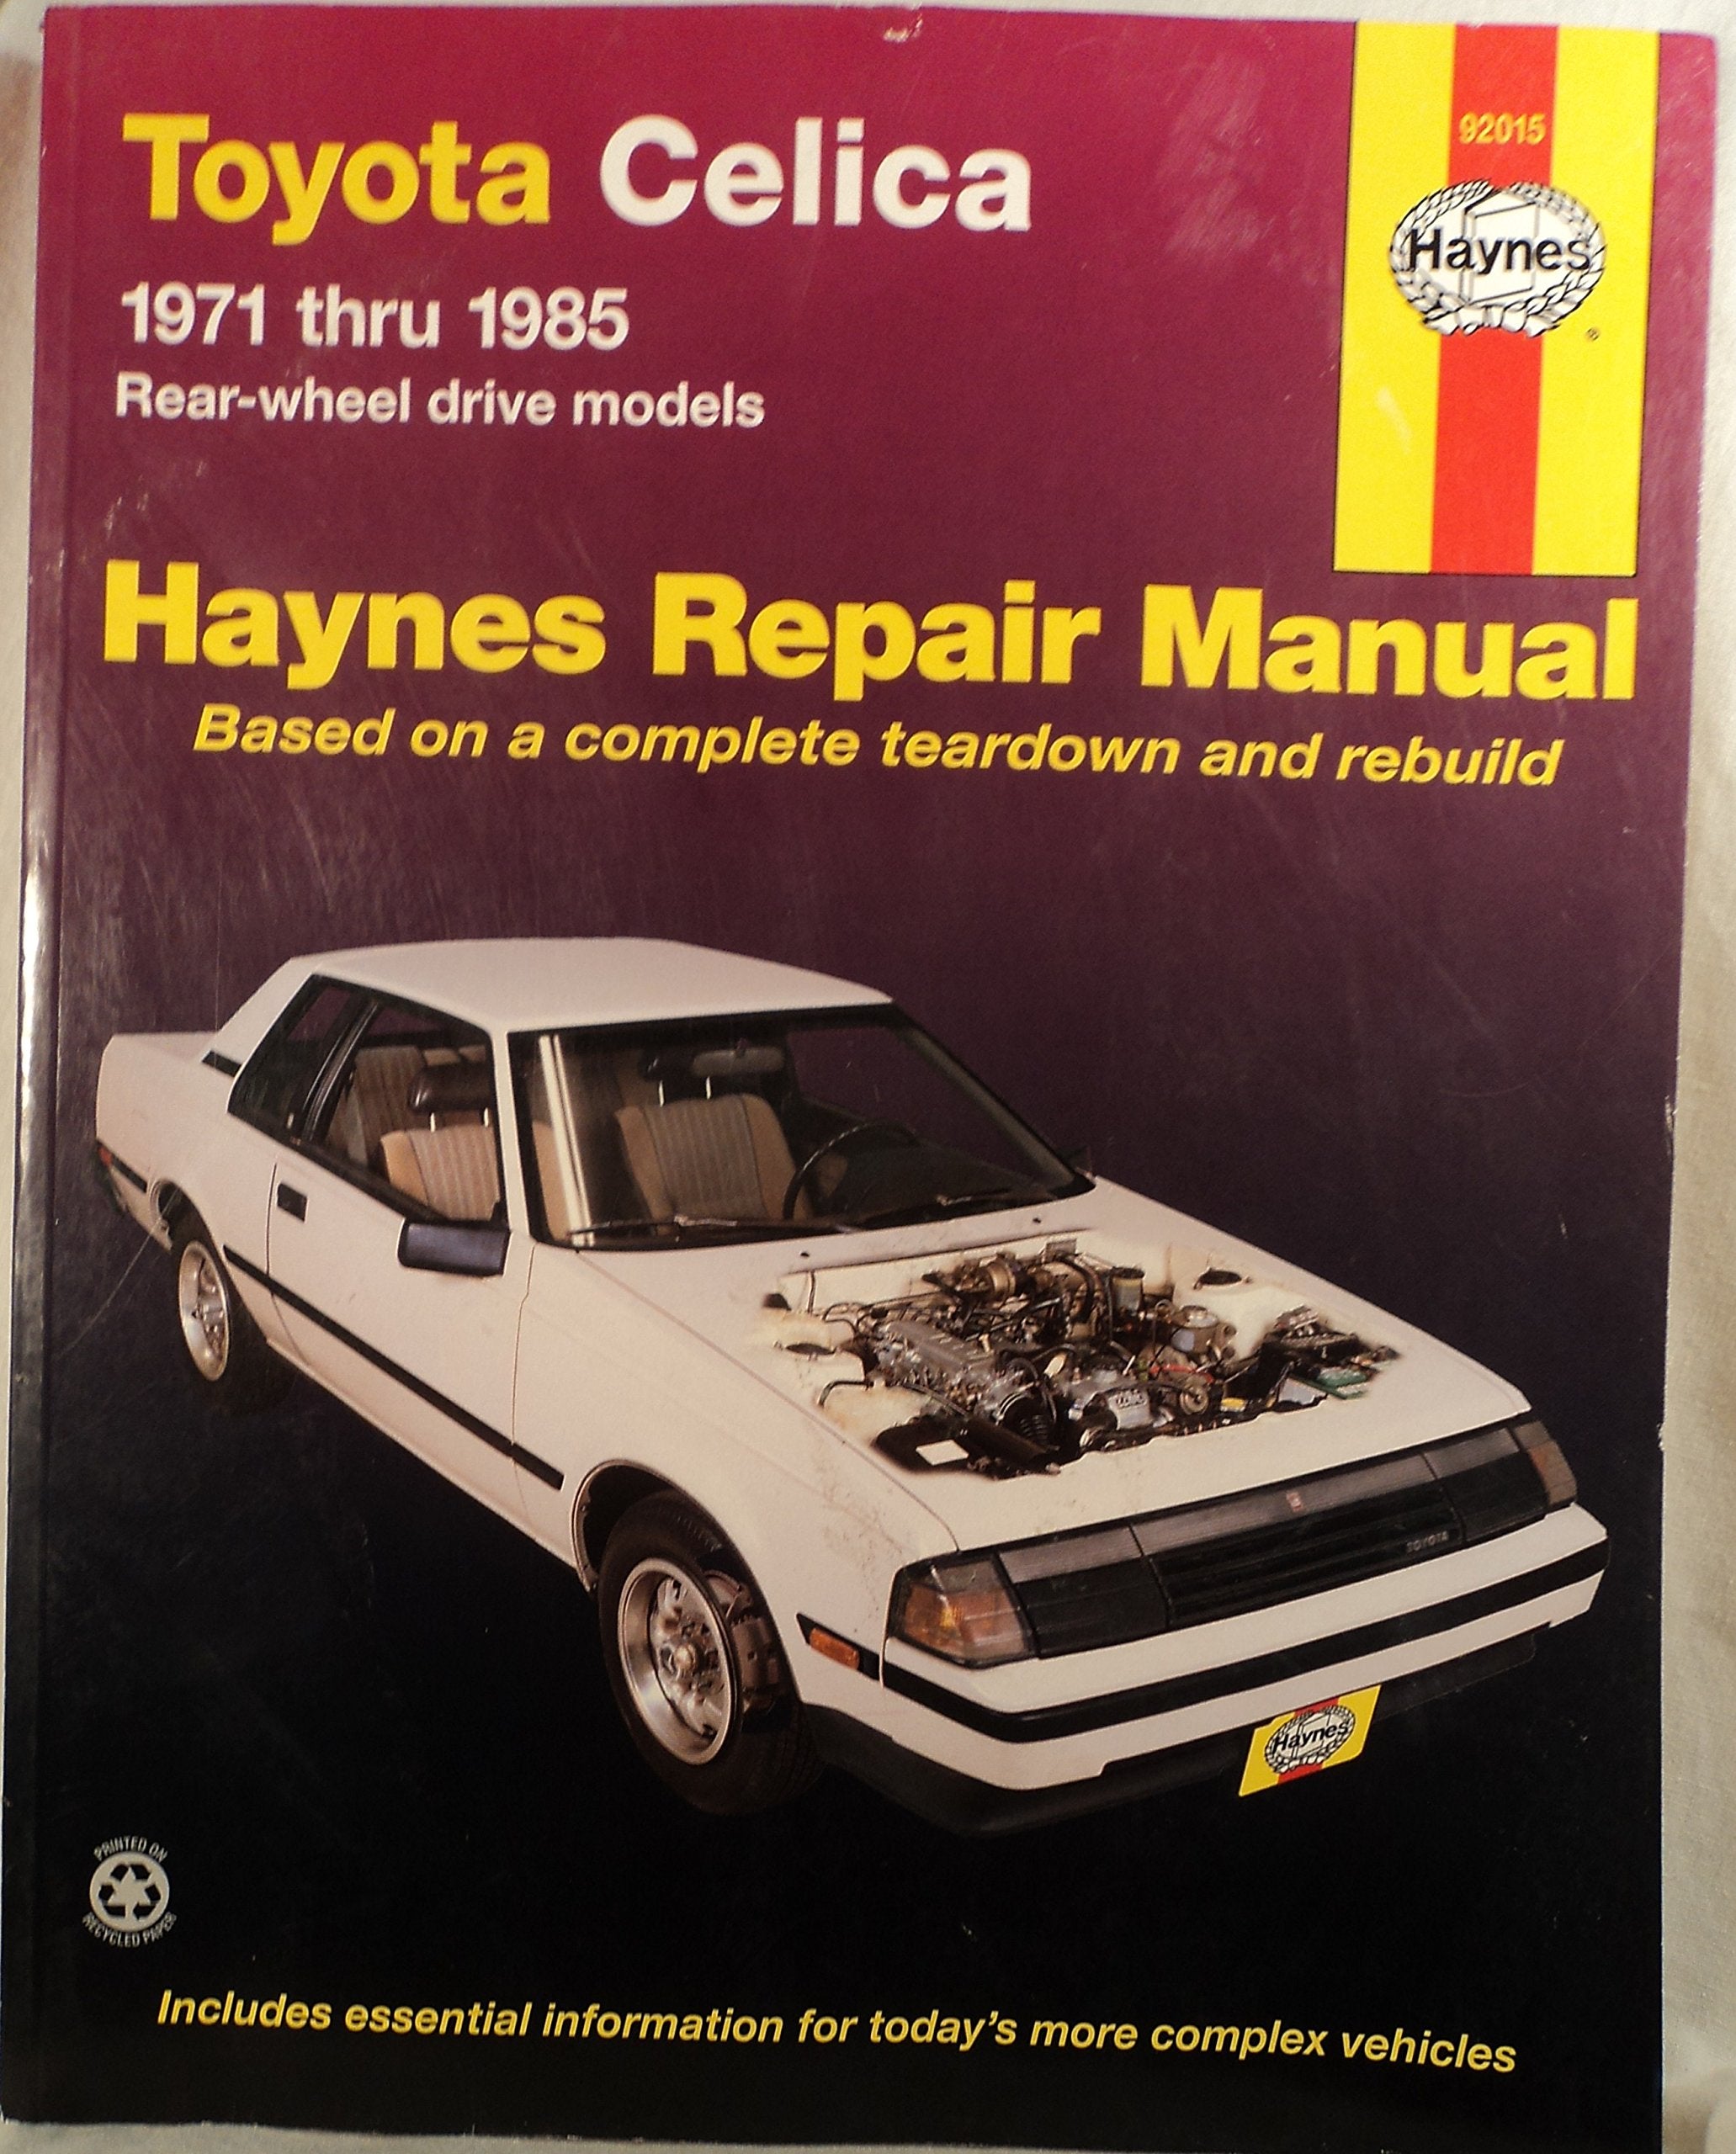 92015
Toyota Celica
Haynes
®
1971 thru 1985
Rear-wheel drive models
Haynes Repair Manual
Based on a complete teardown and rebuild
TOYOTA
Haynes
PRINTED ON
RECYCLED PAPER
Includes essential information for today's more complex vehicles